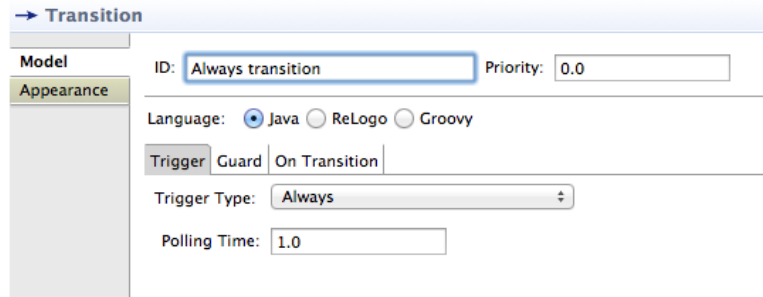 Transition
Model
Appearance
ID: Always transition Priority: 0.0
Language: Java ReLogo Groovy
Trigger Guard On Transition
Trigger Type: Always
Polling Time: 1.0